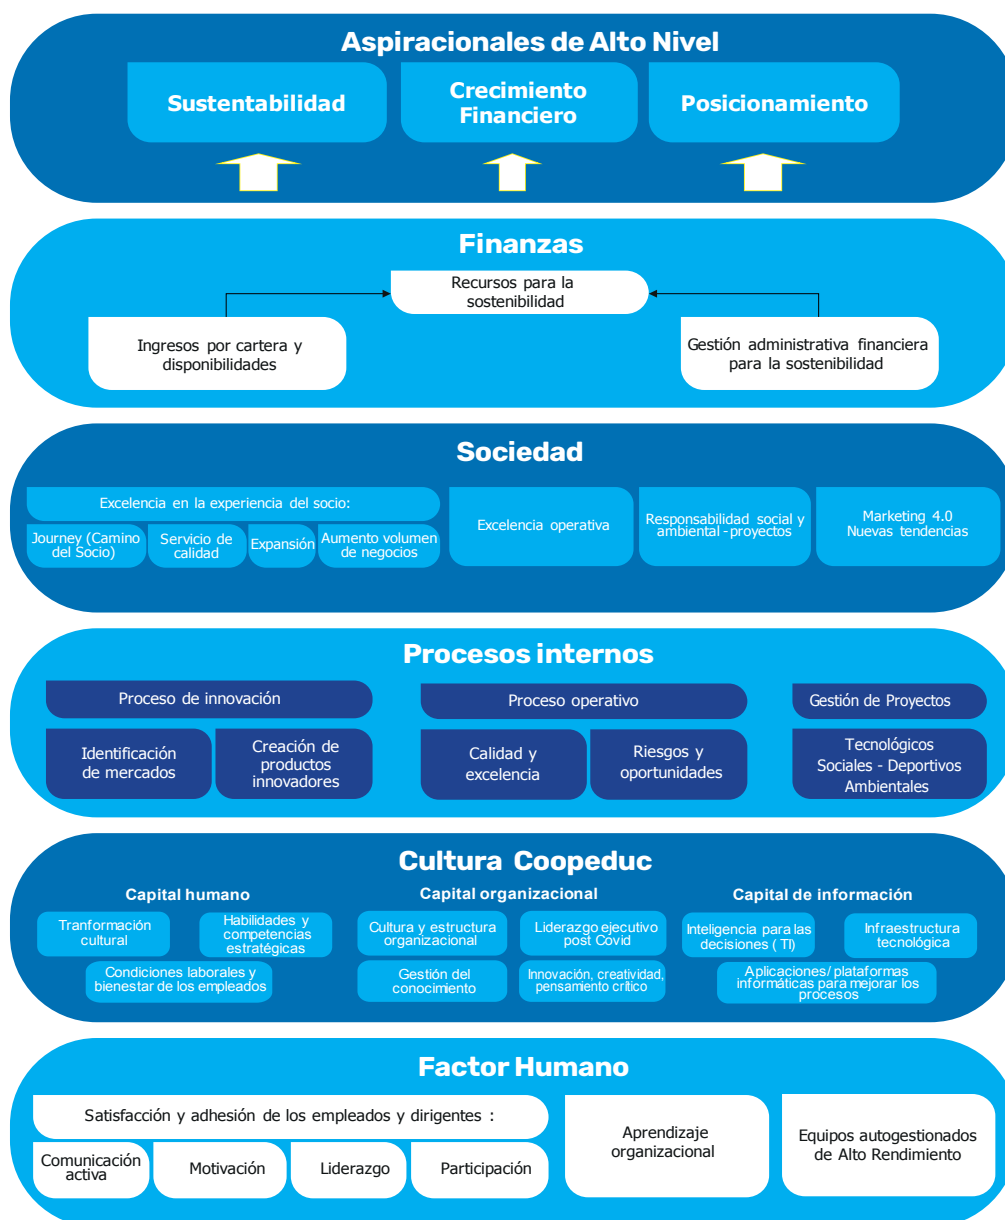 Aspiracionales de Alto Nivel
Sustentabilidad
Crecimiento
Financiero
Posicionamiento
Finanzas
Recursos para la
sostenibilidad
Ingresos por cartera y
disponibilidades
Gestión administrativa financiera
para la sostenibilidad
Sociedad
Excelencia en la experiencia del socio:
Journey (Camino
del Socio)
Servicio de
calidad
Expansión
Aumento volumen
de negocios
Excelencia operativa
Responsabilidad social y
ambiental - proyectos
Marketing 4.0
Nuevas tendencias
Procesos internos
Proceso de innovación
Identificación
de mercados
Creación de
productos
innovadores
Proceso operativo
Calidad y
excelencia
Riesgos y
oportunidades
Gestión de Proyectos
Tecnológicos
Sociales - Deportivos
Ambientales
Cultura Coopeduc
Capital humano
Tranformación
cultural
Habilidades y
competencias
estratégicas
Condiciones laborales y
bienestar de los empleados
Capital organizacional
Cultura y estructura
organizacional
Liderazgo ejecutivo
post Covid
Gestión del
conocimiento
Innovación, creatividad,
pensamiento crítico
Capital de información
Inteligencia para las
decisiones ( TI)
Infraestructura
tecnológica
Aplicaciones/ plataformas
informáticas para mejorar los
procesos
Factor Humano
Satisfacción y adhesión de los empleados y dirigentes :
Comunicación
activa
Motivación
Liderazgo
Participación
Aprendizaje
organizacional
Equipos autogestionados
de Alto Rendimiento